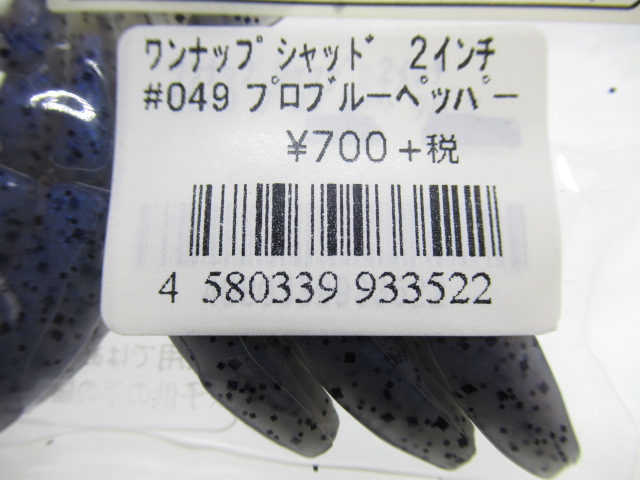 ﾜﾝﾅｯﾌﾟ ｼｬｯﾄﾞ 2ｲﾝﾁ
#049 ﾌﾟﾛﾌﾞﾙｰﾍﾟｯﾊﾟｰ
¥700+税
4 580339 933522